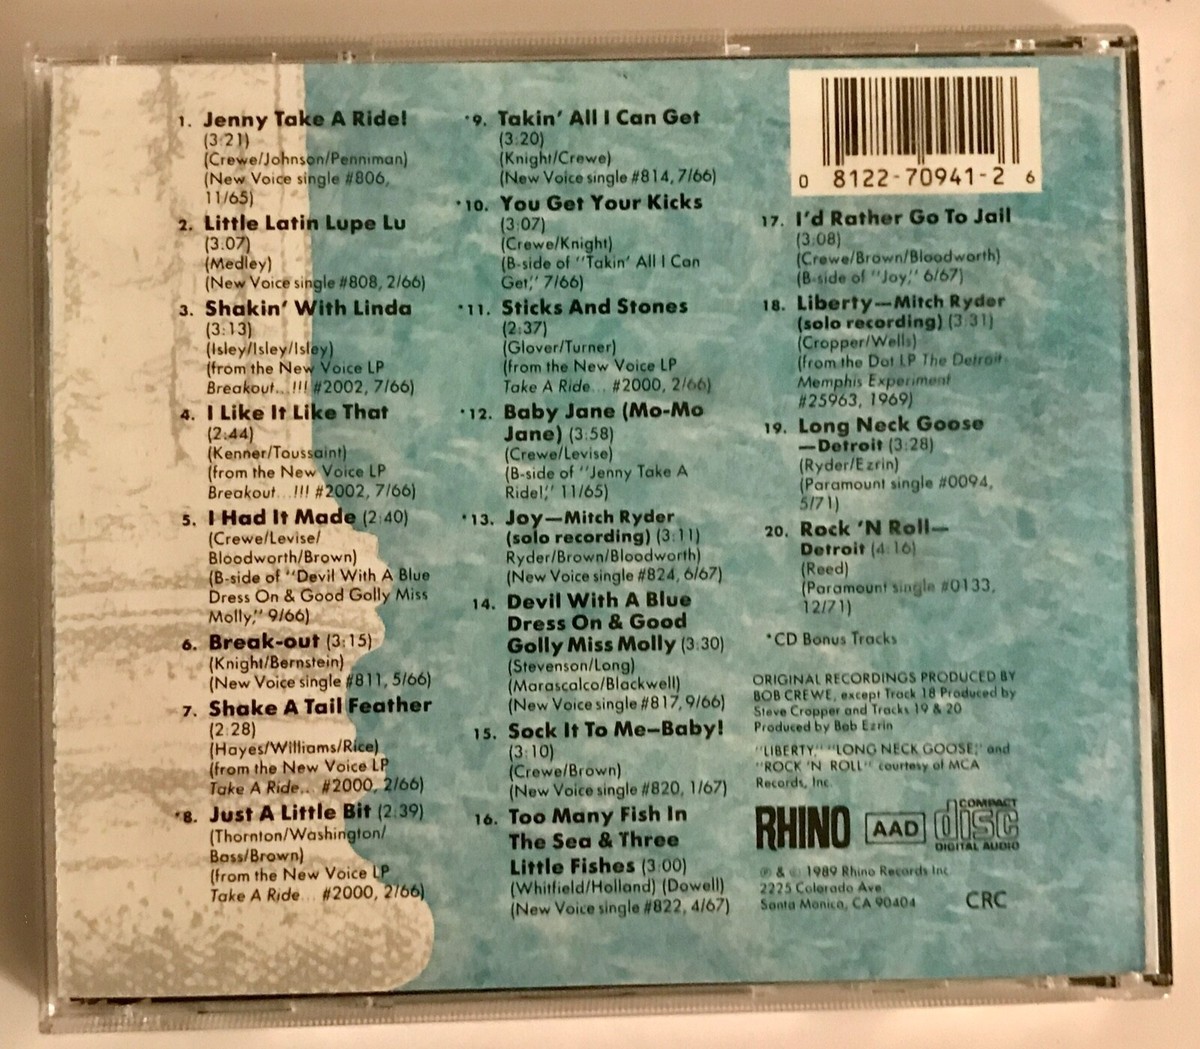 1. Jenny Take A Ride!
(3:21)
(Crewe/Johnson/Penniman)
(New Voice single #806,
11/65)
2. Little Latin Lupe Lu
(3:07)
(Medley)
(New Voice single #808, 2/66)
3. Shakin' With Linda
(3:13)
(Isley/Isley/Isley)
(from the New Voice LP
Breakout...!!! #2002, 7/66)
4. I Like It Like That
(2:44)
(Kenner/Toussaint)
(from the New Voice LP
Breakout...!!! #2002, 7/66)
5. I Had It Made (2:40)
(Crewe/Levise/
Bloodworth/Brown)
(B-side of "Devil With A Blue
Dress On & Good Golly Miss
Molly," 9/66)
6. Break-out (3:15)
(Knight/Bernstein)
(New Voice single #811, 5/66)
7. Shake A Tail Feather
(2:28)
(Hayes/Williams/Rice)
(from the New Voice LP
Take A Ride... #2000, 2/66)
*8. Just A Little Bit (2:39)
(Thornton/Washington/
Bass/Brown)
(from the New Voice LP
Take A Ride... #2000, 2/66)
*9. Takin' All I Can Get
(3:20)
(Knight/Crewe)
(New Voice single #814, 7/66)
*10. You Get Your Kicks
(3:07)
(Crewe/Knight)
(B-side of "Takin' All I Can
Get," 7/66)
*11. Sticks And Stones
(2:37)
(Glover/Turner)
(from the New Voice LP
Take A Ride... #2000, 2/66)
*12. Baby Jane (Mo-Mo
Jane) (3:58)
(Crewe/Levise)
(B-side of "Jenny Take A
Ride!," 11/65)
*13. Joy—Mitch Ryder
(solo recording) (3:11)
Ryder/Brown/Bloodworth)
(New Voice single #824, 6/67)
14. Devil With A Blue
Dress On & Good
Golly Miss Molly (3:30)
(Stevenson/Long)
(Marascalco/Blackwell)
(New Voice single #817, 9/66)
15. Sock It To Me—Baby!
(3:10)
(Crewe/Brown)
(New Voice single #820, 1/67)
16. Too Many Fish In
The Sea & Three
Little Fishes (3:00)
(Whitfield/Holland) (Dowell)
(New Voice single #822, 4/67)
0 8122-70941-2 6
17. I'd Rather Go To Jail
(3:08)
(Crewe/Brown/Bloodworth)
(B-side of "Joy," 6/67)
18. Liberty—Mitch Ryder
(solo recording) (3:31)
(Cropper/Wells)
(from the Dot LP The Detroit
Memphis Experiment
#25963, 1969)
19. Long Neck Goose
—Detroit (3:28)
(Ryder/Ezrin)
(Paramount single #0094,
5/71)
20. Rock 'N Roll—
Detroit (4:16)
(Reed)
(Paramount single #0133,
12/71)
*CD Bonus Tracks
ORIGINAL RECORDINGS PRODUCED BY
BOB CREWE, except Track 18 Produced by
Steve Cropper and Tracks 19 & 20
Produced by Bob Ezrin
"LIBERTY," "LONG NECK GOOSE," and
"ROCK 'N ROLL" courtesy of MCA
Records, Inc.
RHINO AAD COMPACT disc DIGITAL AUDIO
℗ & © 1989 Rhino Records Inc.
2225 Colorado Ave.
Santa Monica, CA 90404 CRC